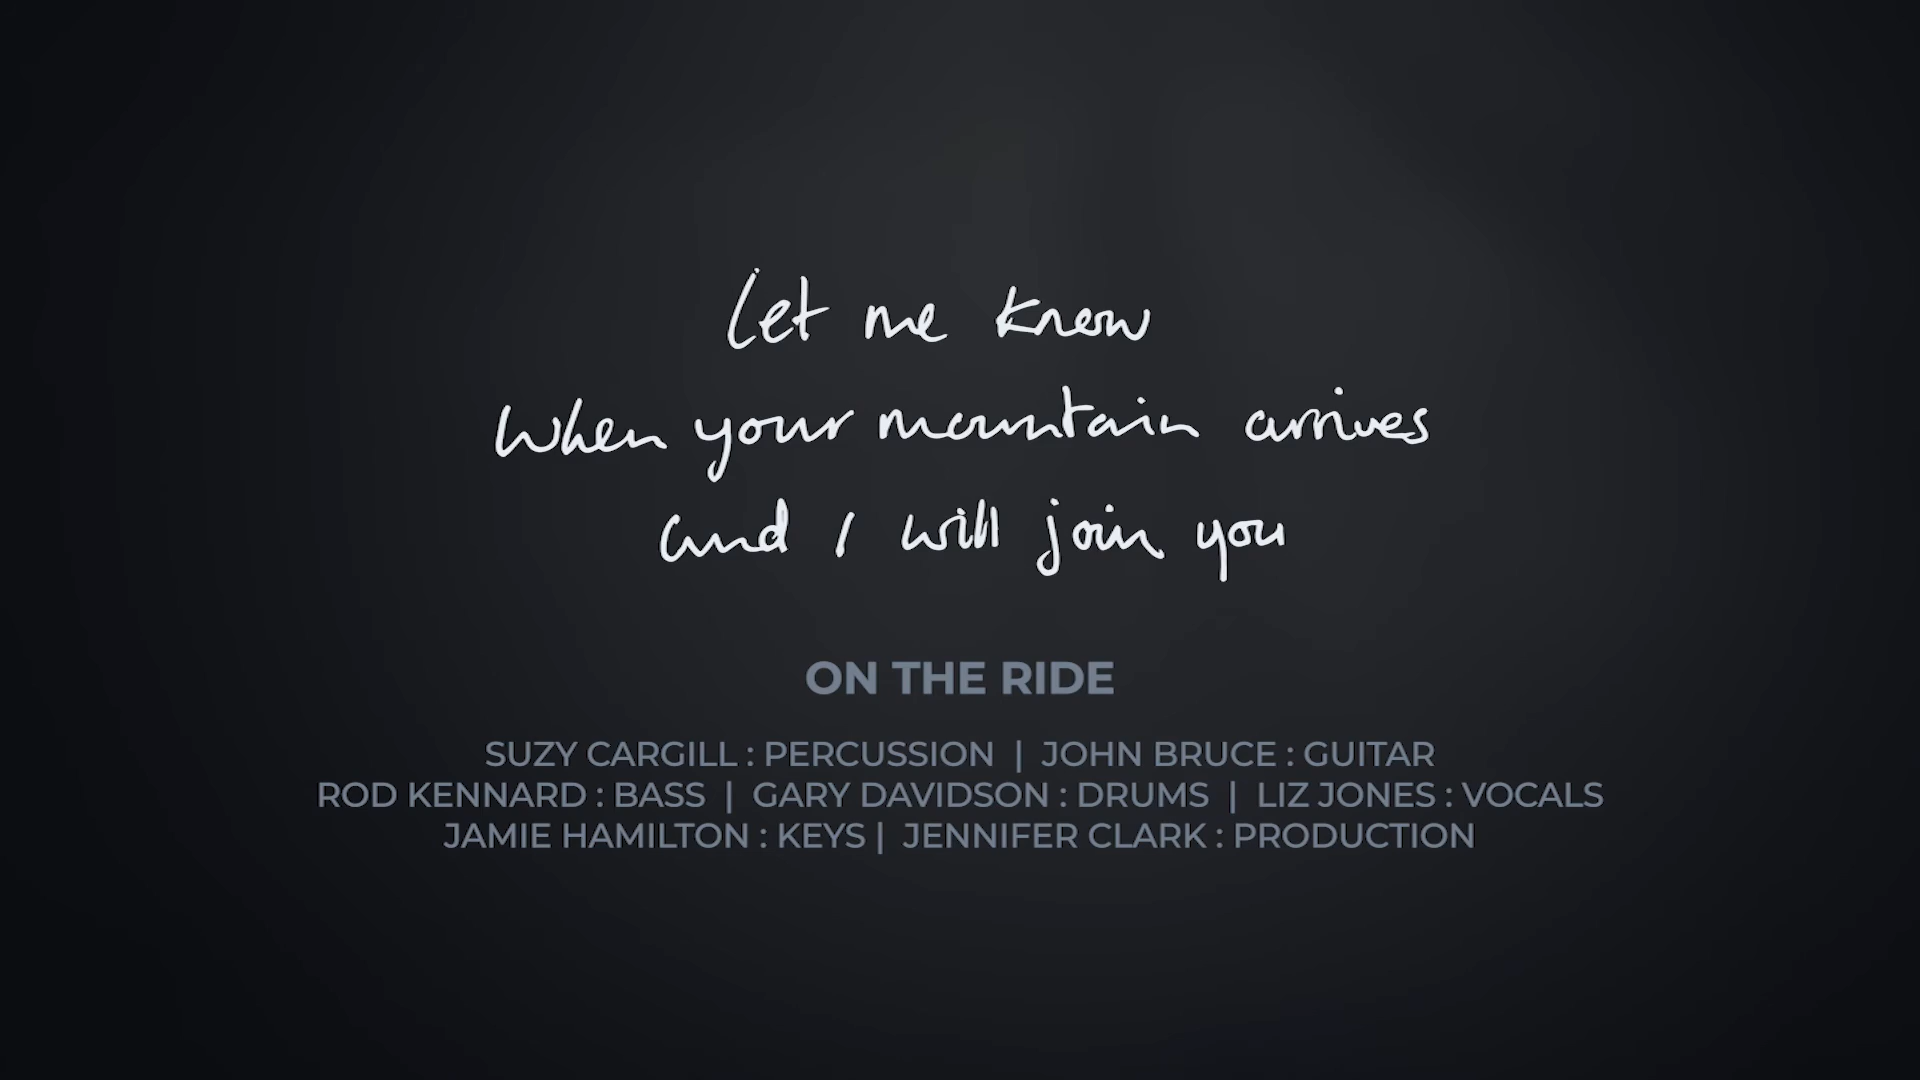 Let me know
When your mountain arrives
and I will join you
ON THE RIDE
SUZY CARGILL : PERCUSSION | JOHN BRUCE : GUITAR
ROD KENNARD : BASS | GARY DAVIDSON : DRUMS | LIZ JONES : VOCALS
JAMIE HAMILTON : KEYS | JENNIFER CLARK : PRODUCTION